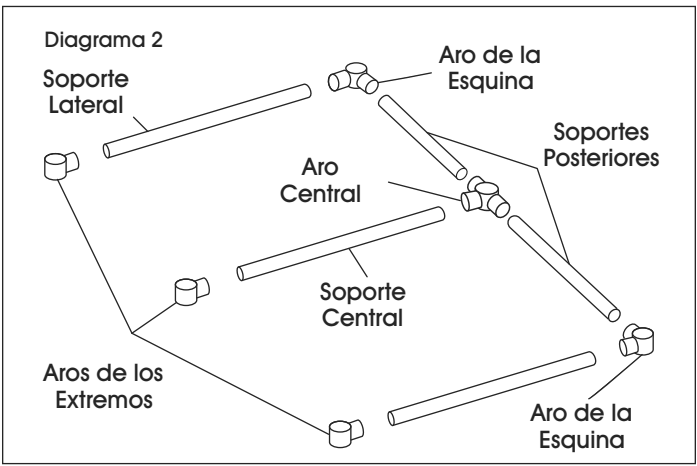 Diagrama 2
Soporte
Lateral
Aro de la
Esquina
Soportes
Posteriores
Aro
Central
Soporte
Central
Aros de los
Extremos
Aro de la
Esquina